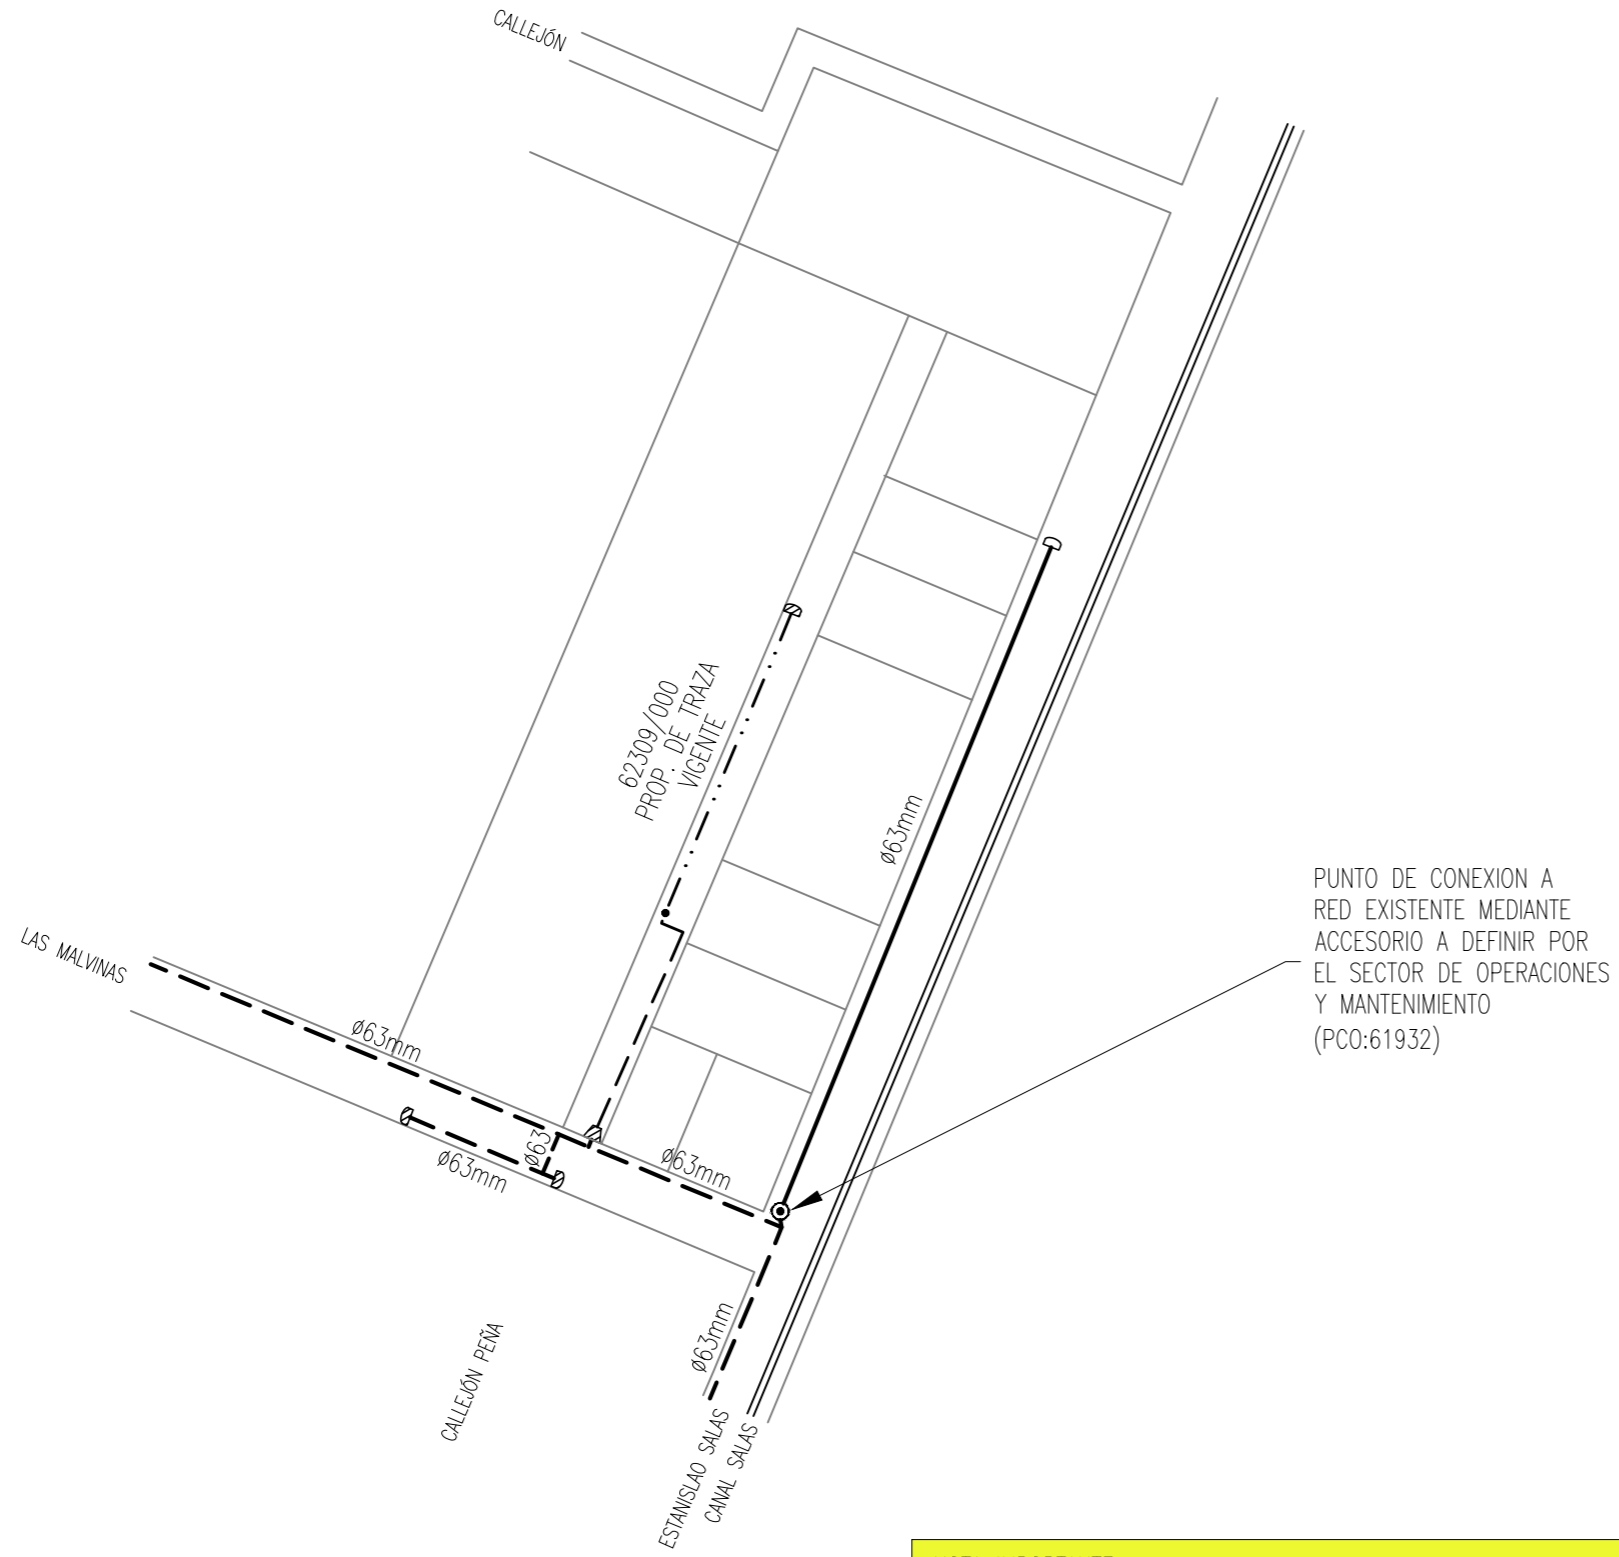 CALLEJÓN
62309/000
PROP. DE TRAZA
VIGENTE
ø63mm
PUNTO DE CONEXION A
RED EXISTENTE MEDIANTE
ACCESORIO A DEFINIR POR
EL SECTOR DE OPERACIONES
Y MANTENIMIENTO
(PCO:61932)
LAS MALVINAS
ø63mm
ø63mm
ø63
ø63mm
ø63mm
CALLEJÓN PEÑA
ESTANISLAO SALAS
CANAL SALAS